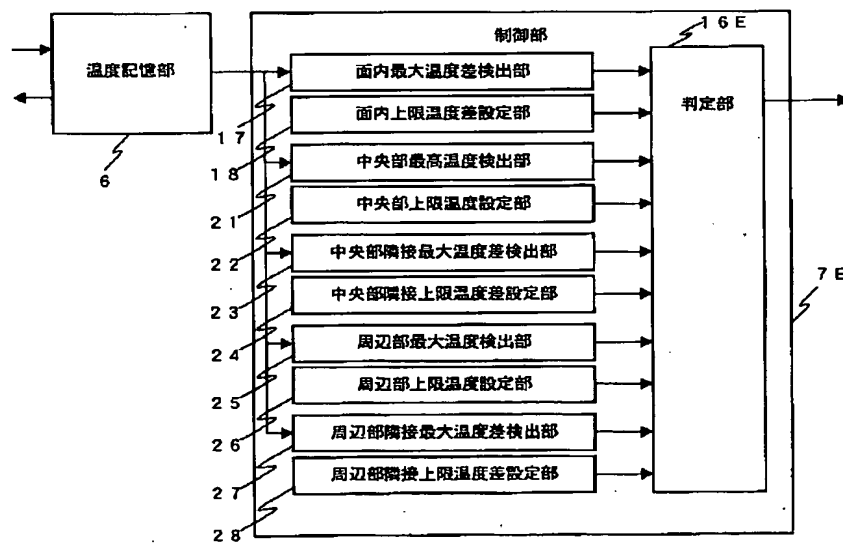 制御部
16E
温度記憶部
6
面内最大温度差検出部
17
面内上限温度差設定部
18
中央部最高温度検出部
21
中央部上限温度設定部
22
中央部隣接最大温度差検出部
23
中央部隣接上限温度差設定部
24
周辺部最大温度検出部
25
周辺部上限温度設定部
26
周辺部隣接最大温度差検出部
27
周辺部隣接上限温度差設定部
28
判定部
7E